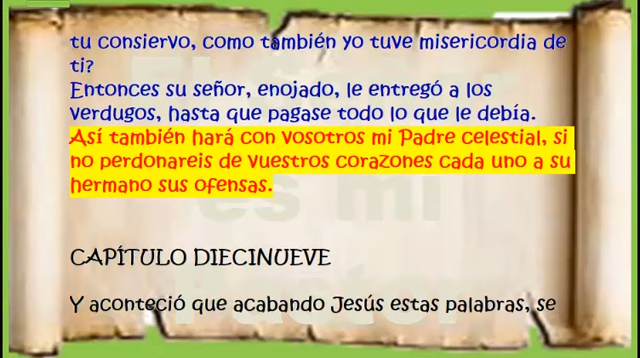 tu consiervo, como también yo tuve misericordia de
ti?
Entonces su señor, enojado, le entregó a los
verdugos, hasta que pagase todo lo que le debía.
Así también hará con vosotros mi Padre celestial, si
no perdonareis de vuestros corazones cada uno a su
hermano sus ofensas.
CAPÍTULO DIECINUEVE
Y aconteció que acabando Jesús estas palabras, se
es mi